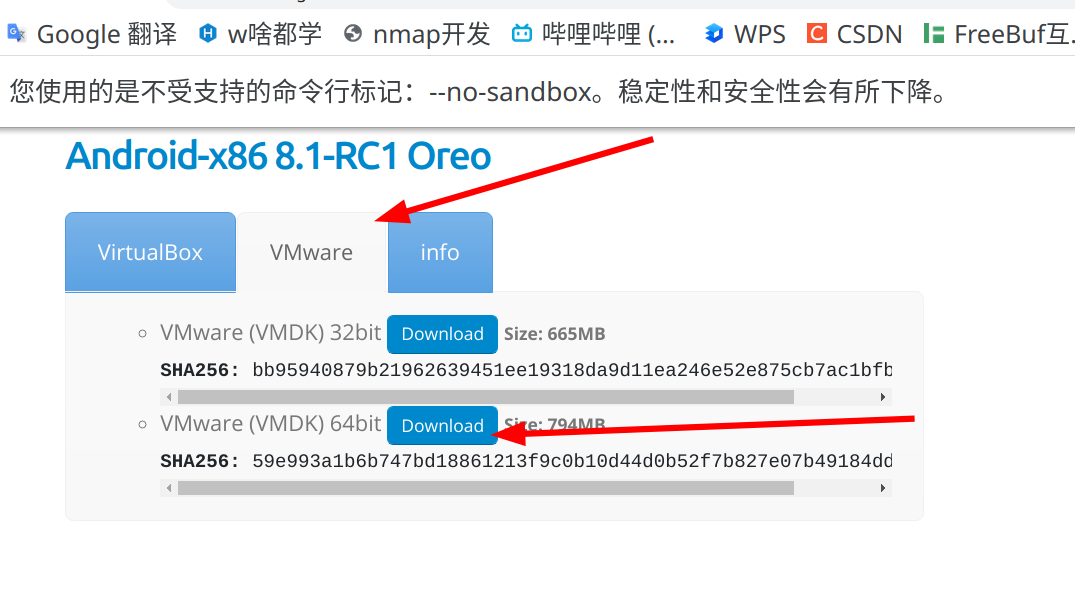 Google 翻译 w啥都学 nmap开发 哔哩哔哩 (... WPS CSDN FreeBuf互...
您使用的是不受支持的命令行标记：--no-sandbox。稳定性和安全性会有所下降。
Android-x86 8.1-RC1 Oreo
VirtualBox VMware info
VMware (VMDK) 32bit Download Size: 665MB
SHA256: bb95940879b21962639451ee19318da9d11ea246e52e875cb7ac1bfb
VMware (VMDK) 64bit Download Size: 794MB
SHA256: 59e993a1b6b747bd18861213f9c0b10d44d0b52f7b827e07b49184dd